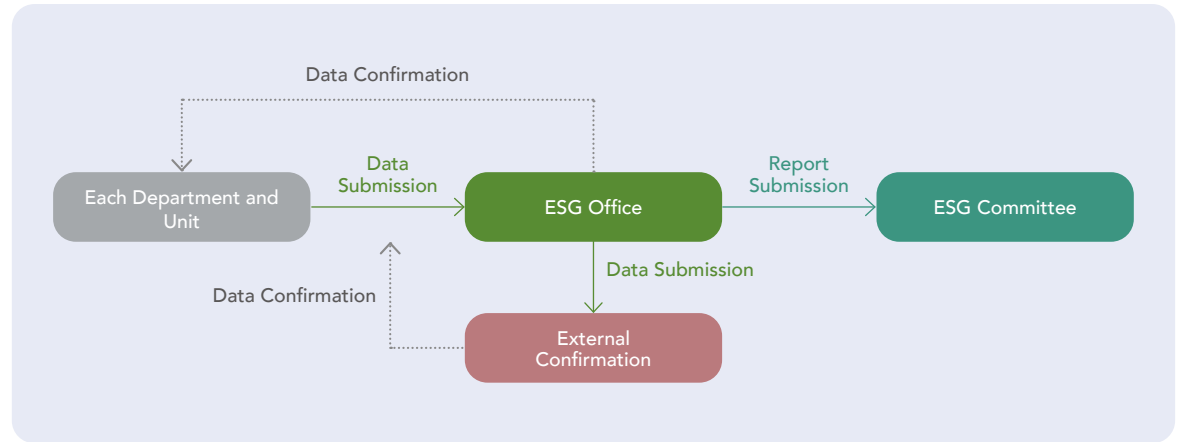 Data Confirmation
Each Department and
Unit
Data
Submission
ESG Office
Report
Submission
ESG Committee
Data Submission
Data Confirmation
External
Confirmation